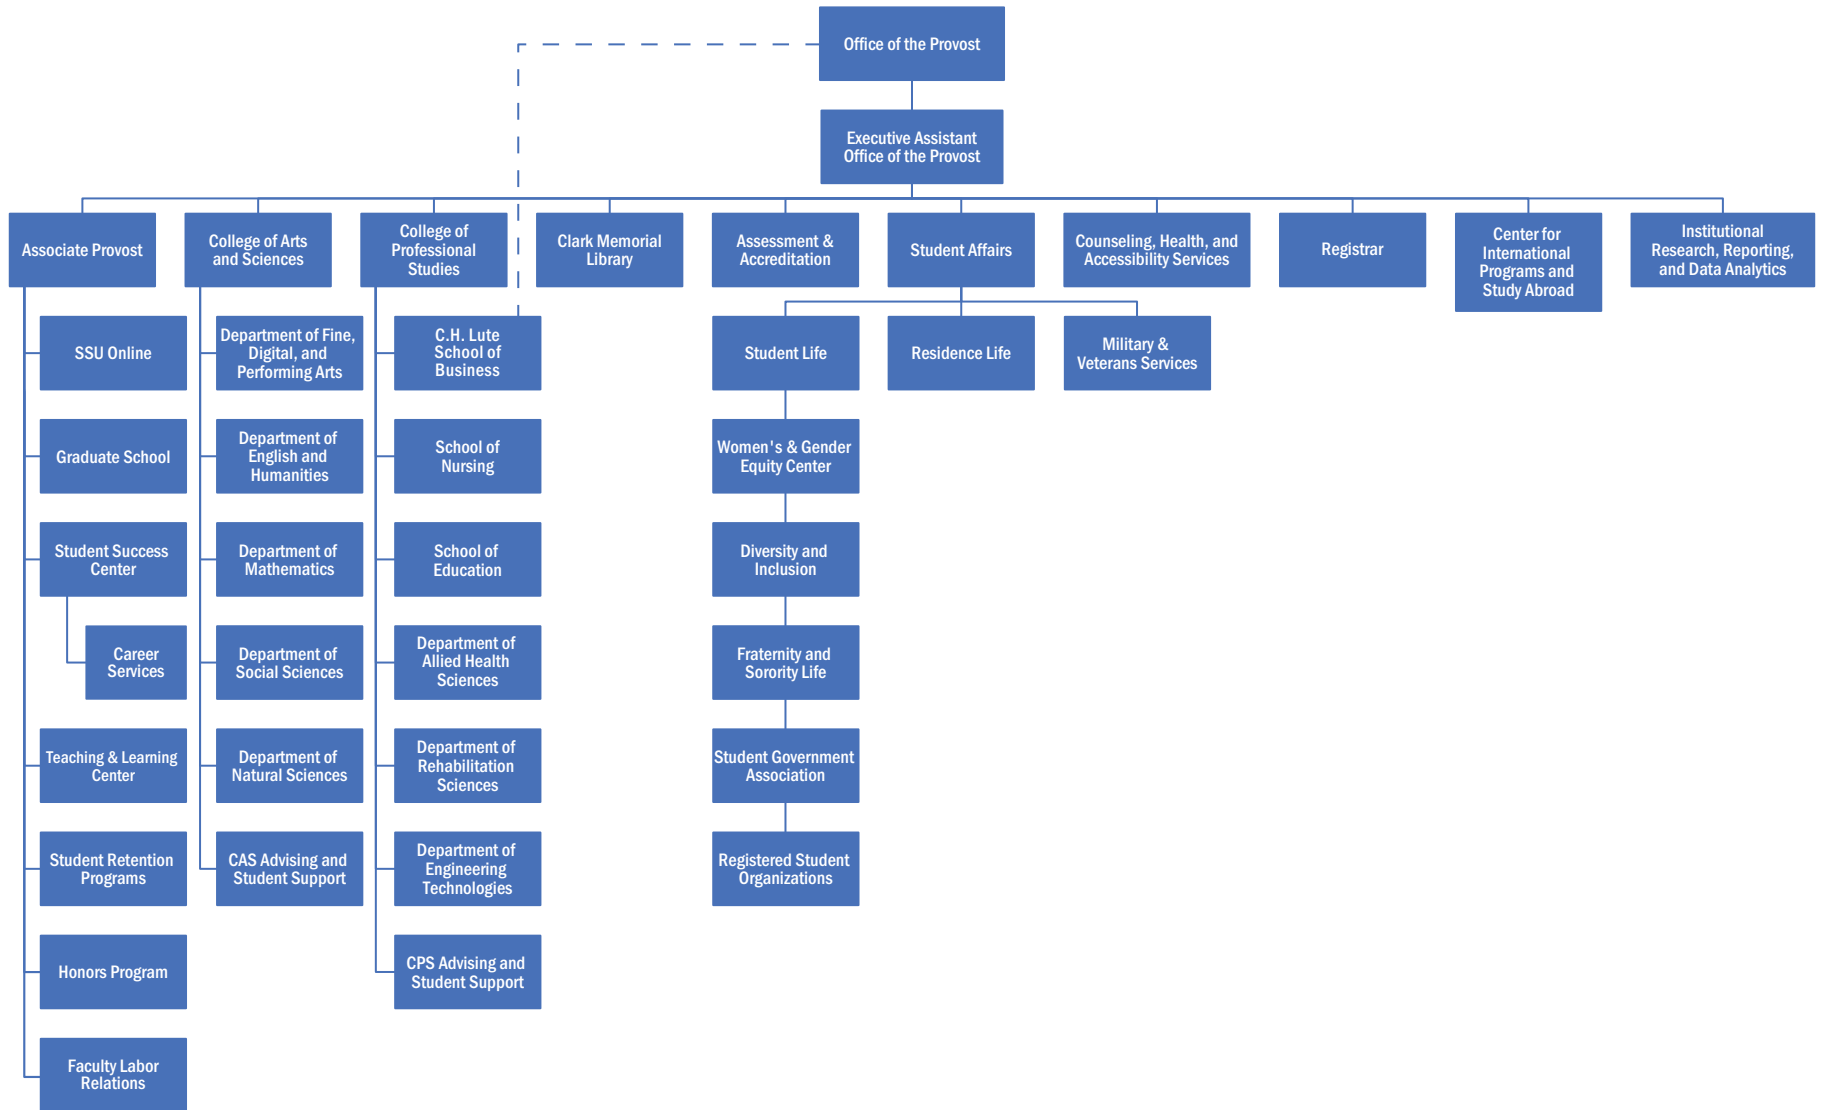 Office of the Provost
Executive Assistant
Office of the Provost
Associate Provost
College of Arts
and Sciences
College of
Professional
Studies
Clark Memorial
Library
Assessment &
Accreditation
Student Affairs
Counseling, Health, and
Accessibility Services
Registrar
Center for
International
Programs and
Study Abroad
Institutional
Research, Reporting,
and Data Analytics
SSU Online
Graduate School
Student Success
Center
Career
Services
Teaching & Learning
Center
Student Retention
Programs
Honors Program
Faculty Labor
Relations
Department of Fine,
Digital, and
Performing Arts
Department of
English and
Humanities
Department of
Mathematics
Department of
Social Sciences
Department of
Natural Sciences
CAS Advising and
Student Support
C.H. Lute
School of
Business
School of
Nursing
School of
Education
Department of
Allied Health
Sciences
Department of
Rehabilitation
Sciences
Department of
Engineering
Technologies
CPS Advising and
Student Support
Student Life
Residence Life
Military &
Veterans Services
Women's & Gender
Equity Center
Diversity and
Inclusion
Fraternity and
Sorority Life
Student Government
Association
Registered Student
Organizations